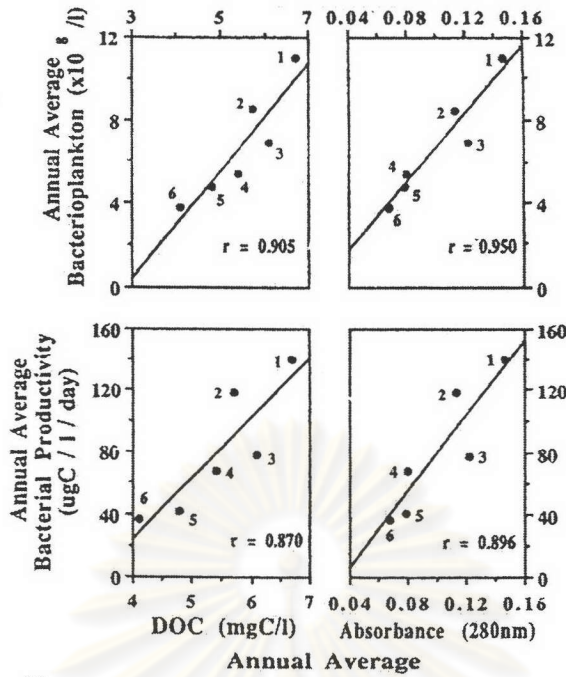 3 4 5 6 7
0.04 0.08 0.12 0.16
Annual Average
Bacterioplankton (x10 8 /l)
12
8
4
0
1
2
3
4
5
6
r = 0.905
12
8
4
0
1
2
3
4
5
6
r = 0.950
Annual Average
Bacterial Productivity
(ugC / l / day)
160
120
80
40
0
1
2
3
4
5
6
r = 0.870
160
120
80
40
0
1
2
3
4
5
6
r = 0.896
4 5 6 7
0.04 0.08 0.12 0.16
DOC (mgC/l)
Absorbance (280nm)
Annual Average